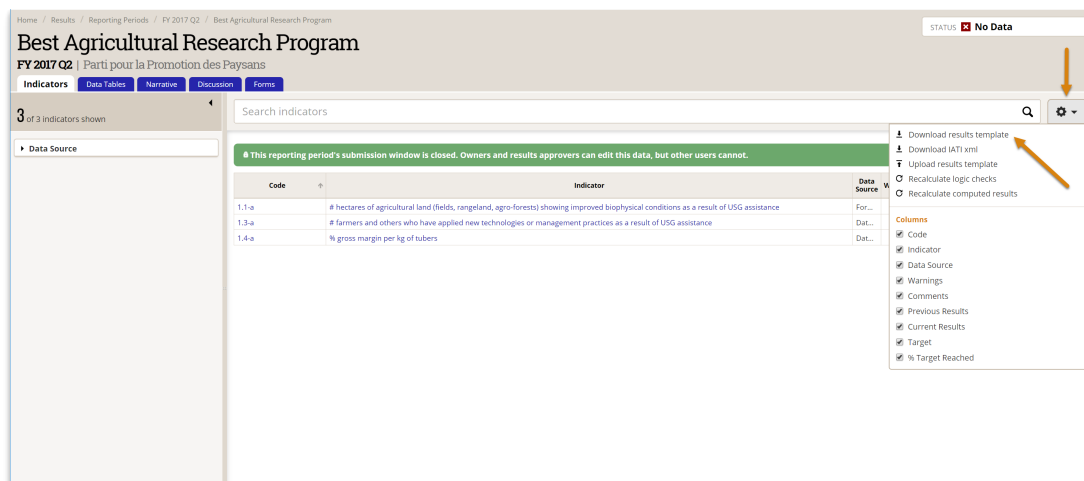 Home / Results / Reporting Periods / FY 2017 Q2 / Best Agricultural Research Program
STATUS No Data
Best Agricultural Research Program
FY 2017 Q2 | Parti pour la Promotion des Paysans
Indicators Data Tables Narrative Discussion Forms
3 of 3 indicators shown
Search indicators
Data Source
Download results template
Download IATI xml
Upload results template
Recalculate logic checks
Recalculate computed results
This reporting period's submission window is closed. Owners and results approvers can edit this data, but other users cannot.
Code Indicator Data Source W
1.1-a # hectares of agricultural land (fields, rangeland, agro-forests) showing improved biophysical conditions as a result of USG assistance For...
1.3-a # farmers and others who have applied new technologies or management practices as a result of USG assistance Dat...
1.4-a % gross margin per kg of tubers Dat...
Columns
Code
Indicator
Data Source
Warnings
Comments
Previous Results
Current Results
Target
% Target Reached